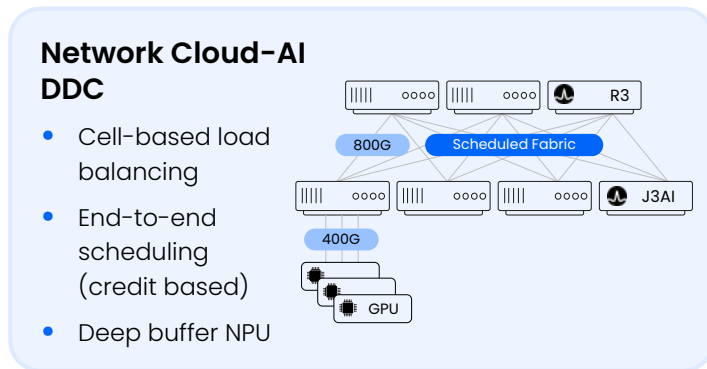 Network Cloud-AI
DDC
• Cell-based load
balancing
• End-to-end
scheduling
(credit based)
• Deep buffer NPU
R3
800G
Scheduled Fabric
J3AI
400G
GPU